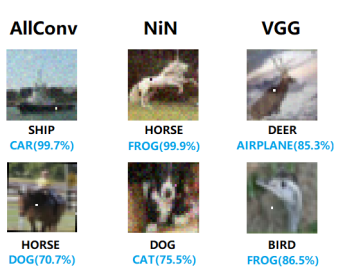 AllConv NiN VGG
SHIP HORSE DEER
CAR(99.7%) FROG(99.9%) AIRPLANE(85.3%)
HORSE DOG BIRD
DOG(70.7%) CAT(75.5%) FROG(86.5%)